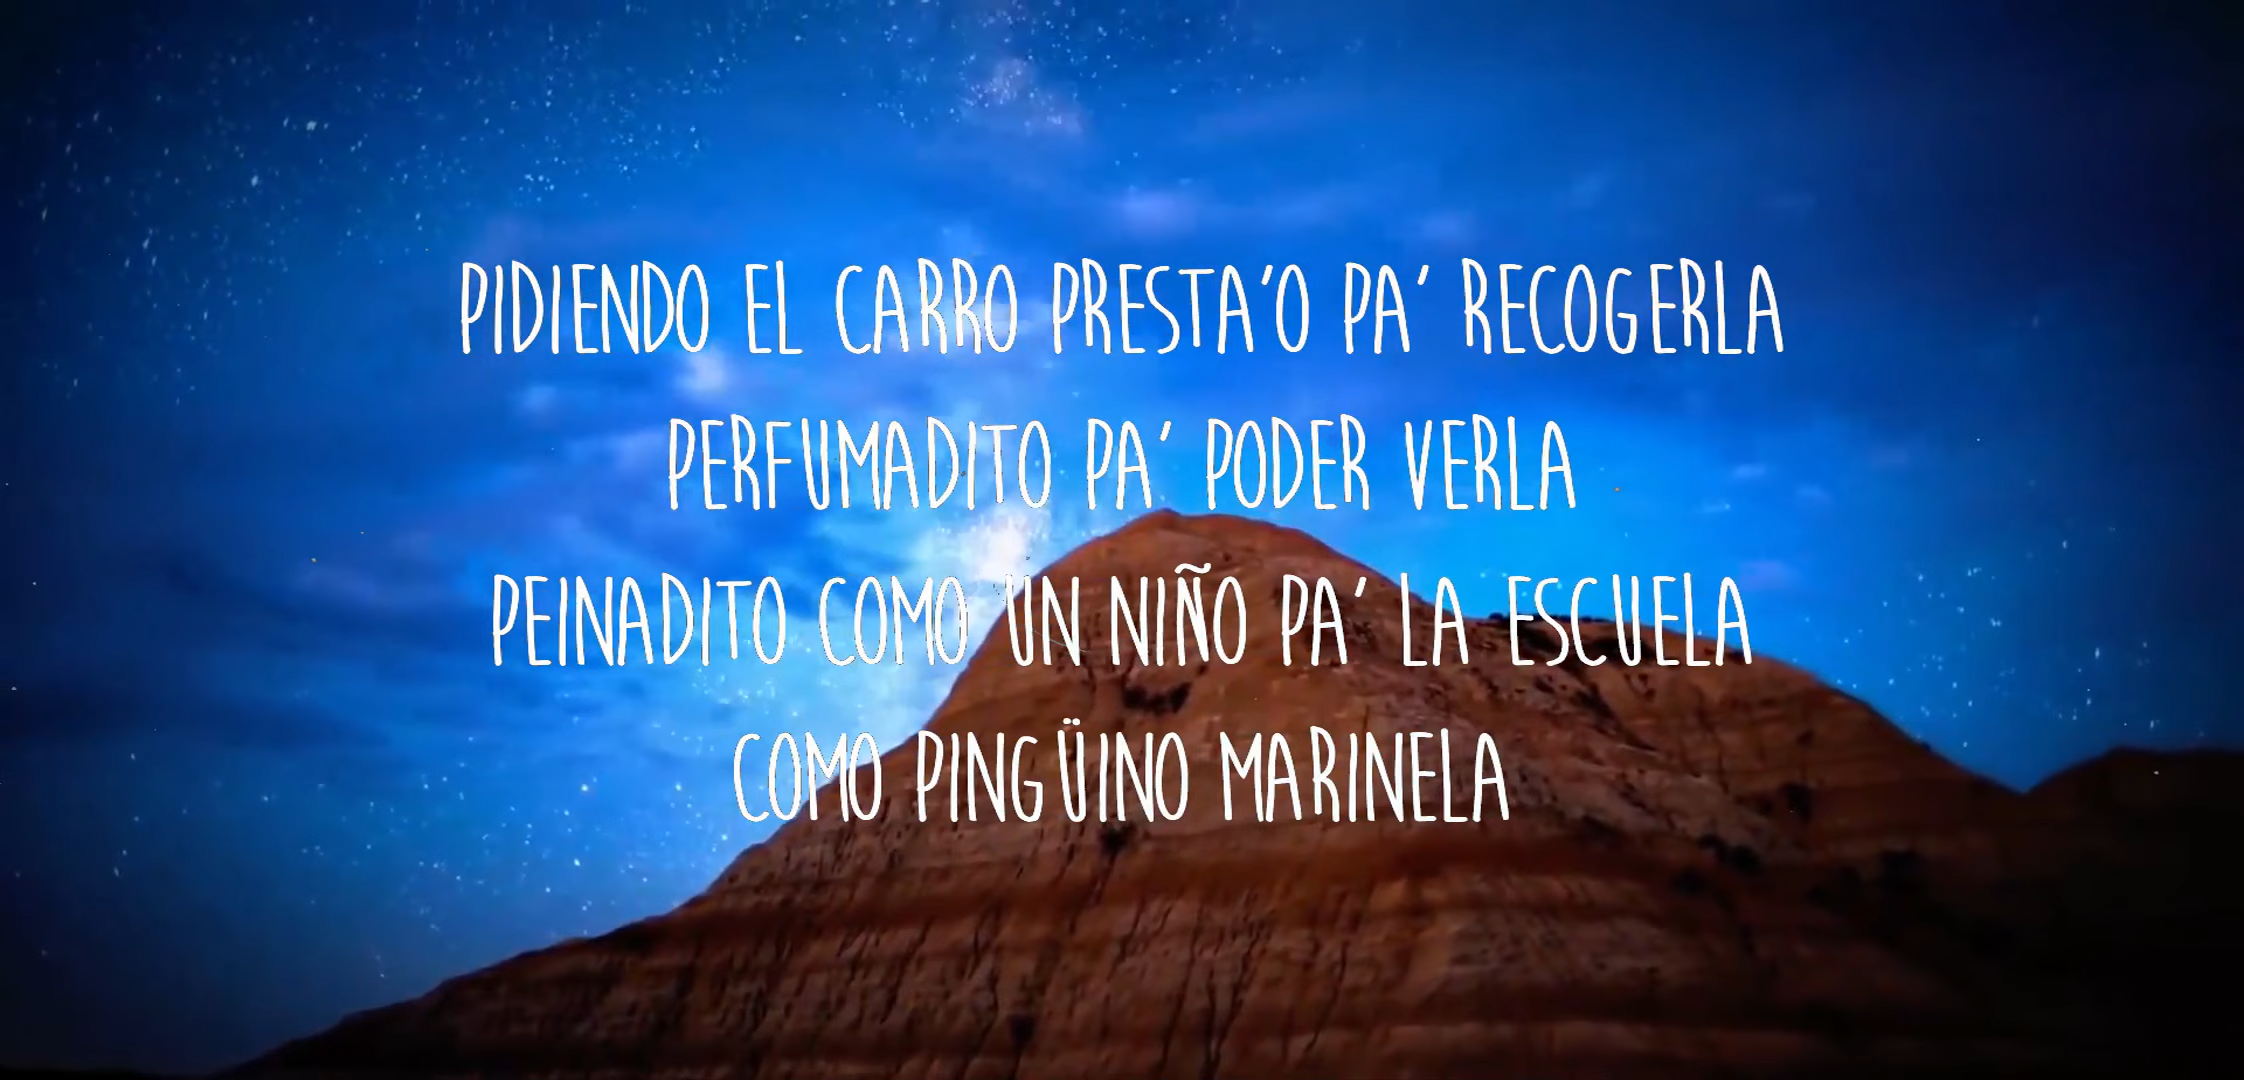 PIDIENDO EL CARRO PRESTA'O PA' RECOGERLA
PERFUMADITO PA' PODER VERLA
PEINADITO COMO UN NIÑO PA' LA ESCUELA
COMO PINGÜINO MARINELA